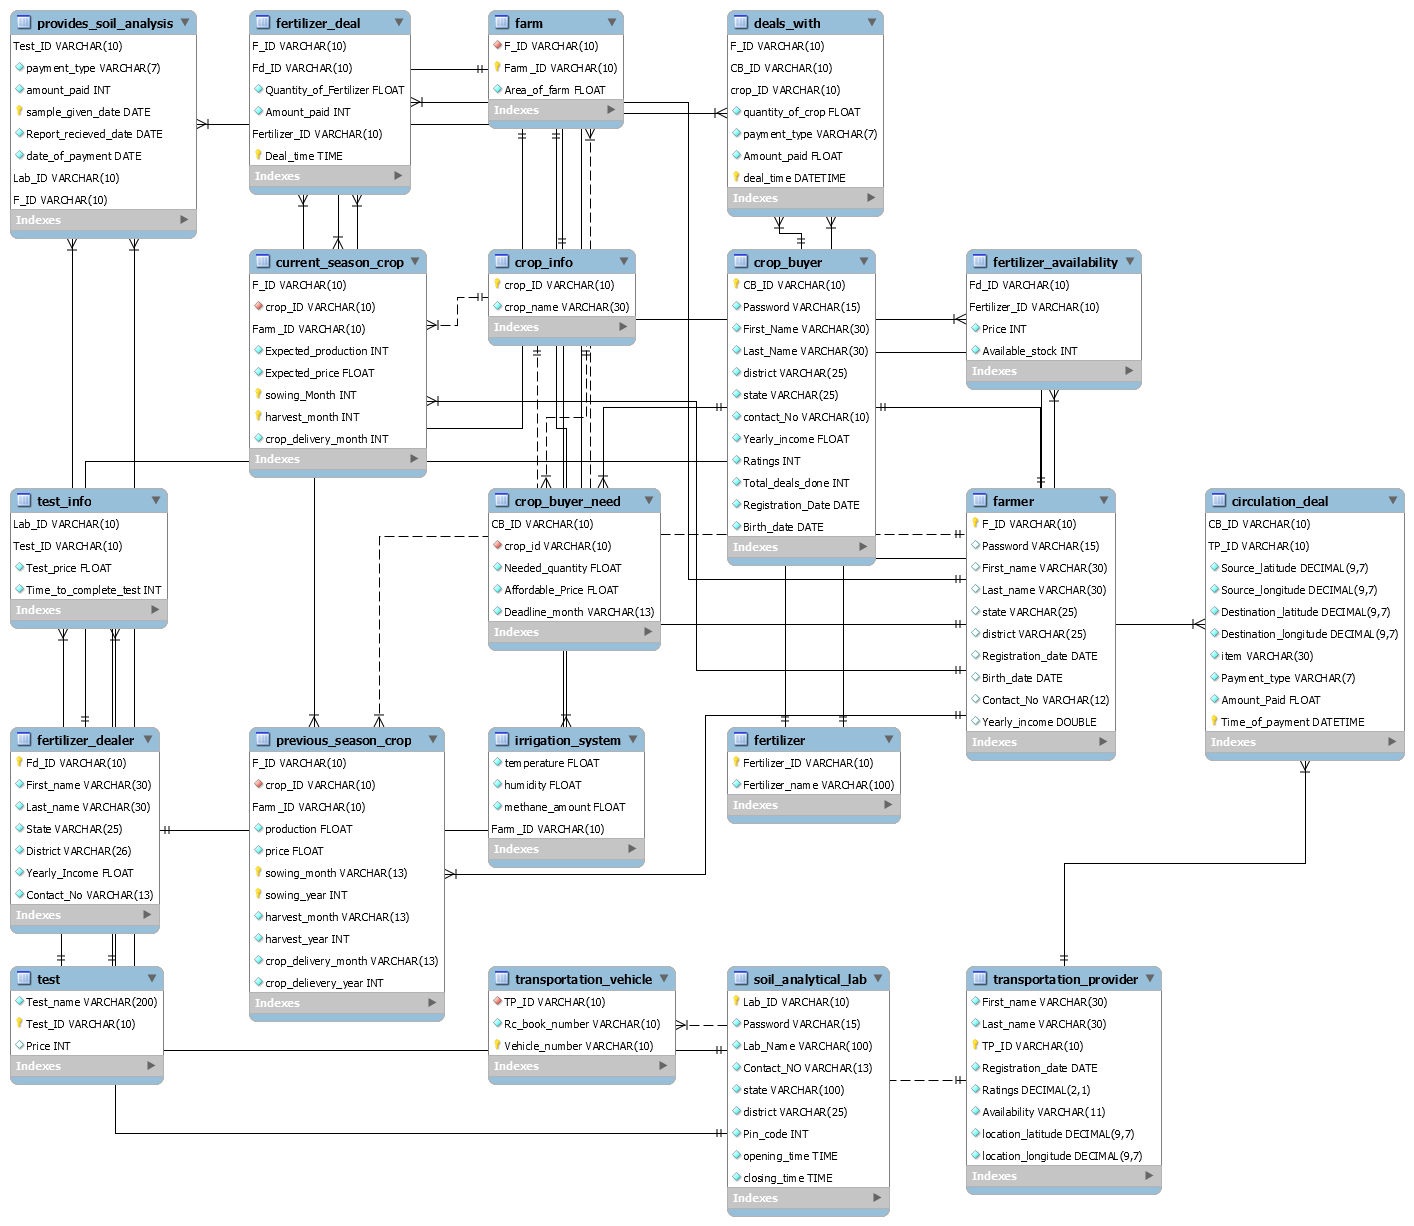 provides_soil_analysis
Test_ID VARCHAR(10)
payment_type VARCHAR(7)
amount_paid INT
sample_given_date DATE
Report_recieved_date DATE
date_of_payment DATE
Lab_ID VARCHAR(10)
F_ID VARCHAR(10)
Indexes
fertilizer_deal
F_ID VARCHAR(10)
Fd_ID VARCHAR(10)
Quantity_of_Fertilizer FLOAT
Amount_paid INT
Fertilizer_ID VARCHAR(10)
Deal_time TIME
Indexes
farm
F_ID VARCHAR(10)
Farm_ID VARCHAR(10)
Area_of_farm FLOAT
Indexes
deals_with
F_ID VARCHAR(10)
CB_ID VARCHAR(10)
crop_ID VARCHAR(10)
quantity_of_crop FLOAT
payment_type VARCHAR(7)
Amount_paid FLOAT
deal_time DATETIME
Indexes
current_season_crop
F_ID VARCHAR(10)
crop_ID VARCHAR(10)
Farm_ID VARCHAR(10)
Expected_production INT
Expected_price FLOAT
sowing_Month INT
harvest_month INT
crop_delivery_month INT
Indexes
crop_info
crop_ID VARCHAR(10)
crop_name VARCHAR(30)
Indexes
crop_buyer
CB_ID VARCHAR(10)
Password VARCHAR(15)
First_Name VARCHAR(30)
Last_Name VARCHAR(30)
district VARCHAR(25)
state VARCHAR(25)
contact_No VARCHAR(10)
Yearly_income FLOAT
Ratings INT
Total_deals_done INT
Registration_Date DATE
Birth_date DATE
Indexes
fertilizer_availability
Fd_ID VARCHAR(10)
Fertilizer_ID VARCHAR(10)
Price INT
Available_stock INT
Indexes
test_info
Lab_ID VARCHAR(10)
Test_ID VARCHAR(10)
Test_price FLOAT
Time_to_complete_test INT
Indexes
crop_buyer_need
CB_ID VARCHAR(10)
crop_id VARCHAR(10)
Needed_quantity FLOAT
Affordable_Price FLOAT
Deadline_month VARCHAR(13)
Indexes
farmer
F_ID VARCHAR(10)
Password VARCHAR(15)
First_name VARCHAR(30)
Last_name VARCHAR(30)
state VARCHAR(25)
district VARCHAR(25)
Registration_date DATE
Birth_date DATE
Contact_No VARCHAR(12)
Yearly_income DOUBLE
Indexes
circulation_deal
CB_ID VARCHAR(10)
TP_ID VARCHAR(10)
Source_latitude DECIMAL(9,7)
Source_longitude DECIMAL(9,7)
Destination_latitude DECIMAL(9,7)
Destination_longitude DECIMAL(9,7)
item VARCHAR(30)
Payment_type VARCHAR(7)
Amount_Paid FLOAT
Time_of_payment DATETIME
Indexes
fertilizer_dealer
Fd_ID VARCHAR(10)
First_name VARCHAR(30)
Last_name VARCHAR(30)
State VARCHAR(25)
District VARCHAR(26)
Yearly_Income FLOAT
Contact_No VARCHAR(13)
Indexes
previous_season_crop
F_ID VARCHAR(10)
crop_ID VARCHAR(10)
Farm_ID VARCHAR(10)
production FLOAT
price FLOAT
sowing_month VARCHAR(13)
sowing_year INT
harvest_month VARCHAR(13)
harvest_year INT
crop_delivery_month VARCHAR(13)
crop_delievery_year INT
Indexes
irrigation_system
temperature FLOAT
humidity FLOAT
methane_amount FLOAT
Farm_ID VARCHAR(10)
Indexes
fertilizer
Fertilizer_ID VARCHAR(10)
Fertilizer_name VARCHAR(100)
Indexes
test
Test_name VARCHAR(200)
Test_ID VARCHAR(10)
Price INT
Indexes
transportation_vehicle
TP_ID VARCHAR(10)
Rc_book_number VARCHAR(10)
Vehicle_number VARCHAR(10)
Indexes
soil_analytical_lab
Lab_ID VARCHAR(10)
Password VARCHAR(15)
Lab_Name VARCHAR(100)
Contact_NO VARCHAR(13)
state VARCHAR(100)
district VARCHAR(25)
Pin_code INT
opening_time TIME
closing_time TIME
Indexes
transportation_provider
First_name VARCHAR(30)
Last_name VARCHAR(30)
TP_ID VARCHAR(10)
Registration_date DATE
Ratings DECIMAL(2,1)
Availability VARCHAR(11)
location_latitude DECIMAL(9,7)
location_longitude DECIMAL(9,7)
Indexes